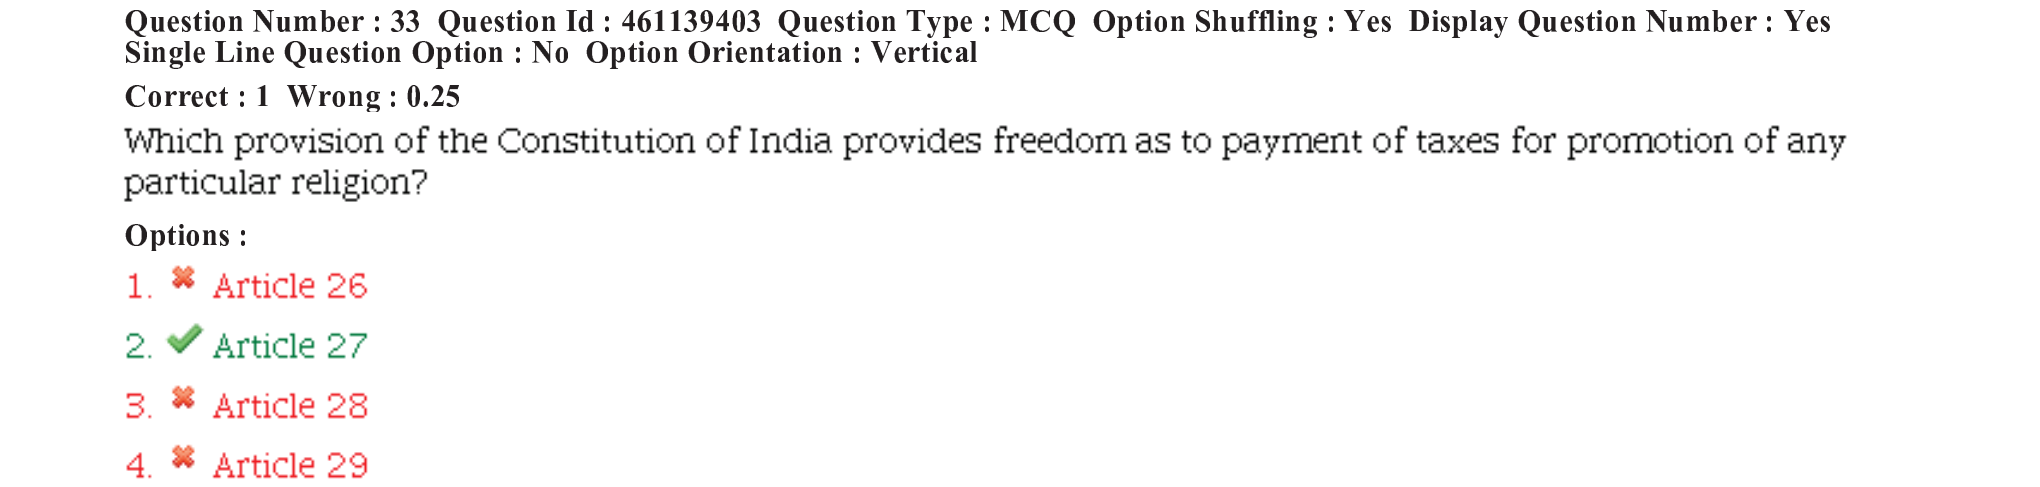 Question Number : 33 Question Id : 461139403 Question Type : MCQ Option Shuffling : Yes Display Question Number : Yes
Single Line Question Option : No Option Orientation : Vertical
Correct : 1 Wrong : 0.25
Which provision of the Constitution of India provides freedom as to payment of taxes for promotion of any
particular religion?
Options :
1. ✖ Article 26
2. ✔ Article 27
3. ✖ Article 28
4. ✖ Article 29